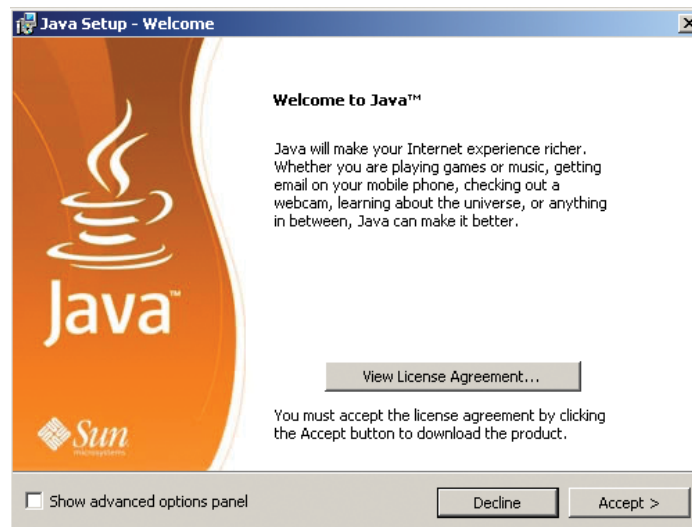 Java Setup - Welcome
Welcome to Java™
Java will make your Internet experience richer.
Whether you are playing games or music, getting
email on your mobile phone, checking out a
webcam, learning about the universe, or anything
in between, Java can make it better.
Java™
View License Agreement...
You must accept the license agreement by clicking
the Accept button to download the product.
Sun
microsystems
Show advanced options panel
Decline
Accept >